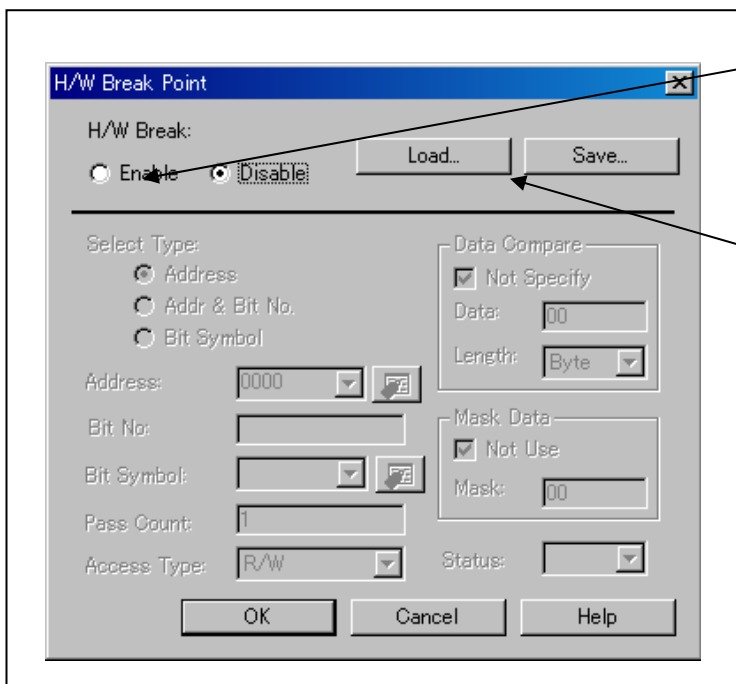 H/W Break Point
H/W Break:
Enable Disable Load... Save...
Select Type:
Address
Addr & Bit No.
Bit Symbol
Data Compare
Not Specify
Data: 00
Length: Byte
Address: 0000
Bit No:
Bit Symbol:
Pass Count: 1
Access Type: R/W
Mask Data
Not Use
Mask: 00
Status:
OK Cancel Help